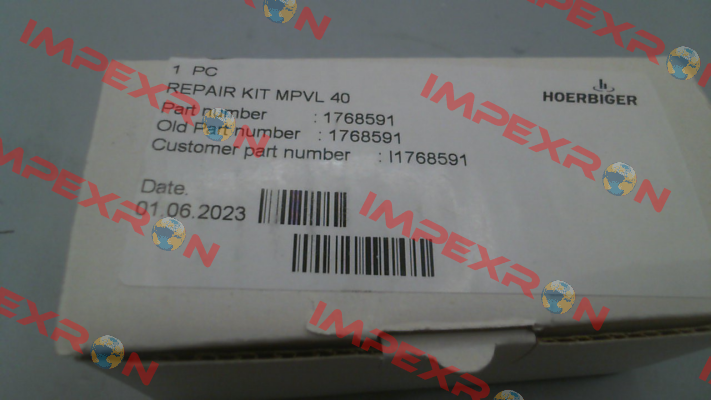 1 PC
REPAIR KIT MPVL 40
Part number : 1768591
Old Part number : 1768591
Customer part number : I1768591
Date.
01.06.2023
HOERBIGER
IMPEXRON
IMPEXRON
IMPEXRON
IMPEXRON
IMPEXRON
IMPEXRON